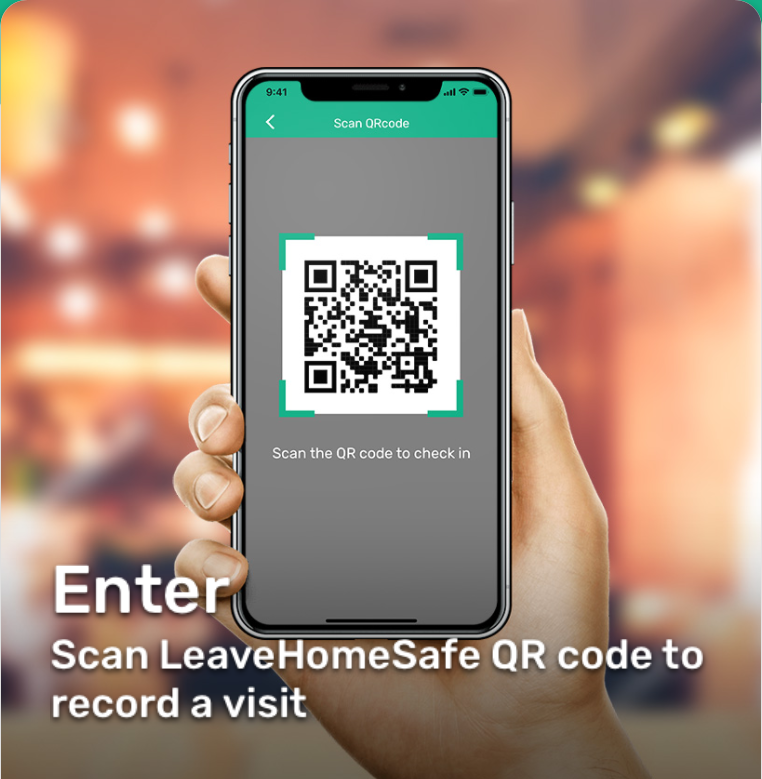 9:41
Scan QRcode
Scan the QR code to check in
Enter
Scan LeaveHomeSafe QR code to
record a visit